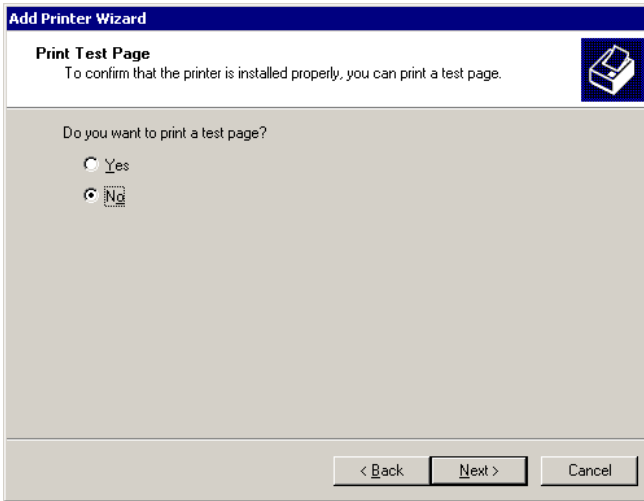 Add Printer Wizard
Print Test Page
To confirm that the printer is installed properly, you can print a test page.
Do you want to print a test page?
Yes
No
< Back
Next >
Cancel